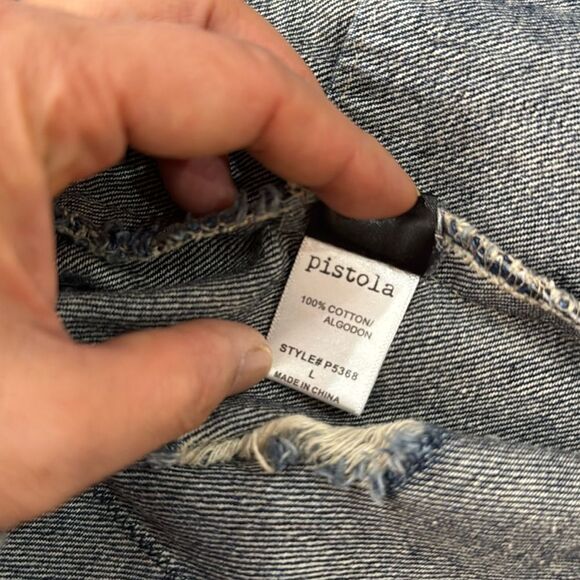 pistola
100% COTTON/
ALGODON
STYLE# P5368
L
MADE IN CHINA